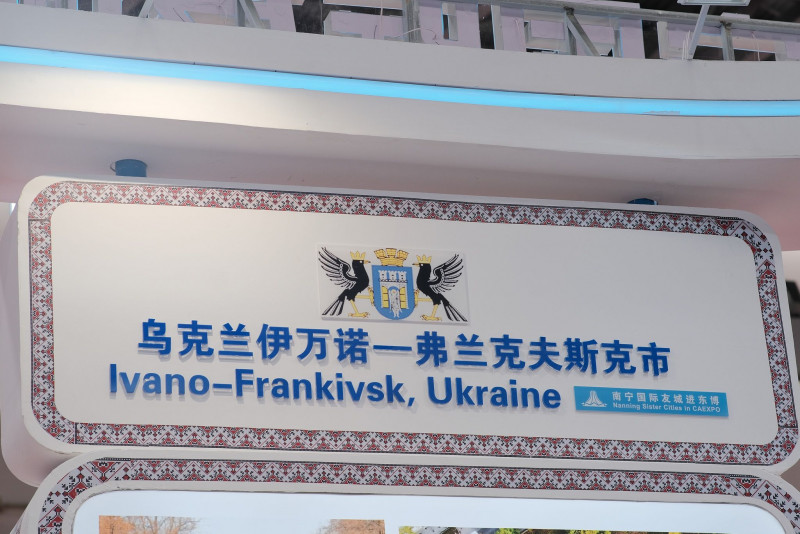 乌克兰伊万诺—弗兰克夫斯克市
Ivano-Frankivsk, Ukraine
南宁国际友城进东博
Nanning Sister Cities in CAEXPO